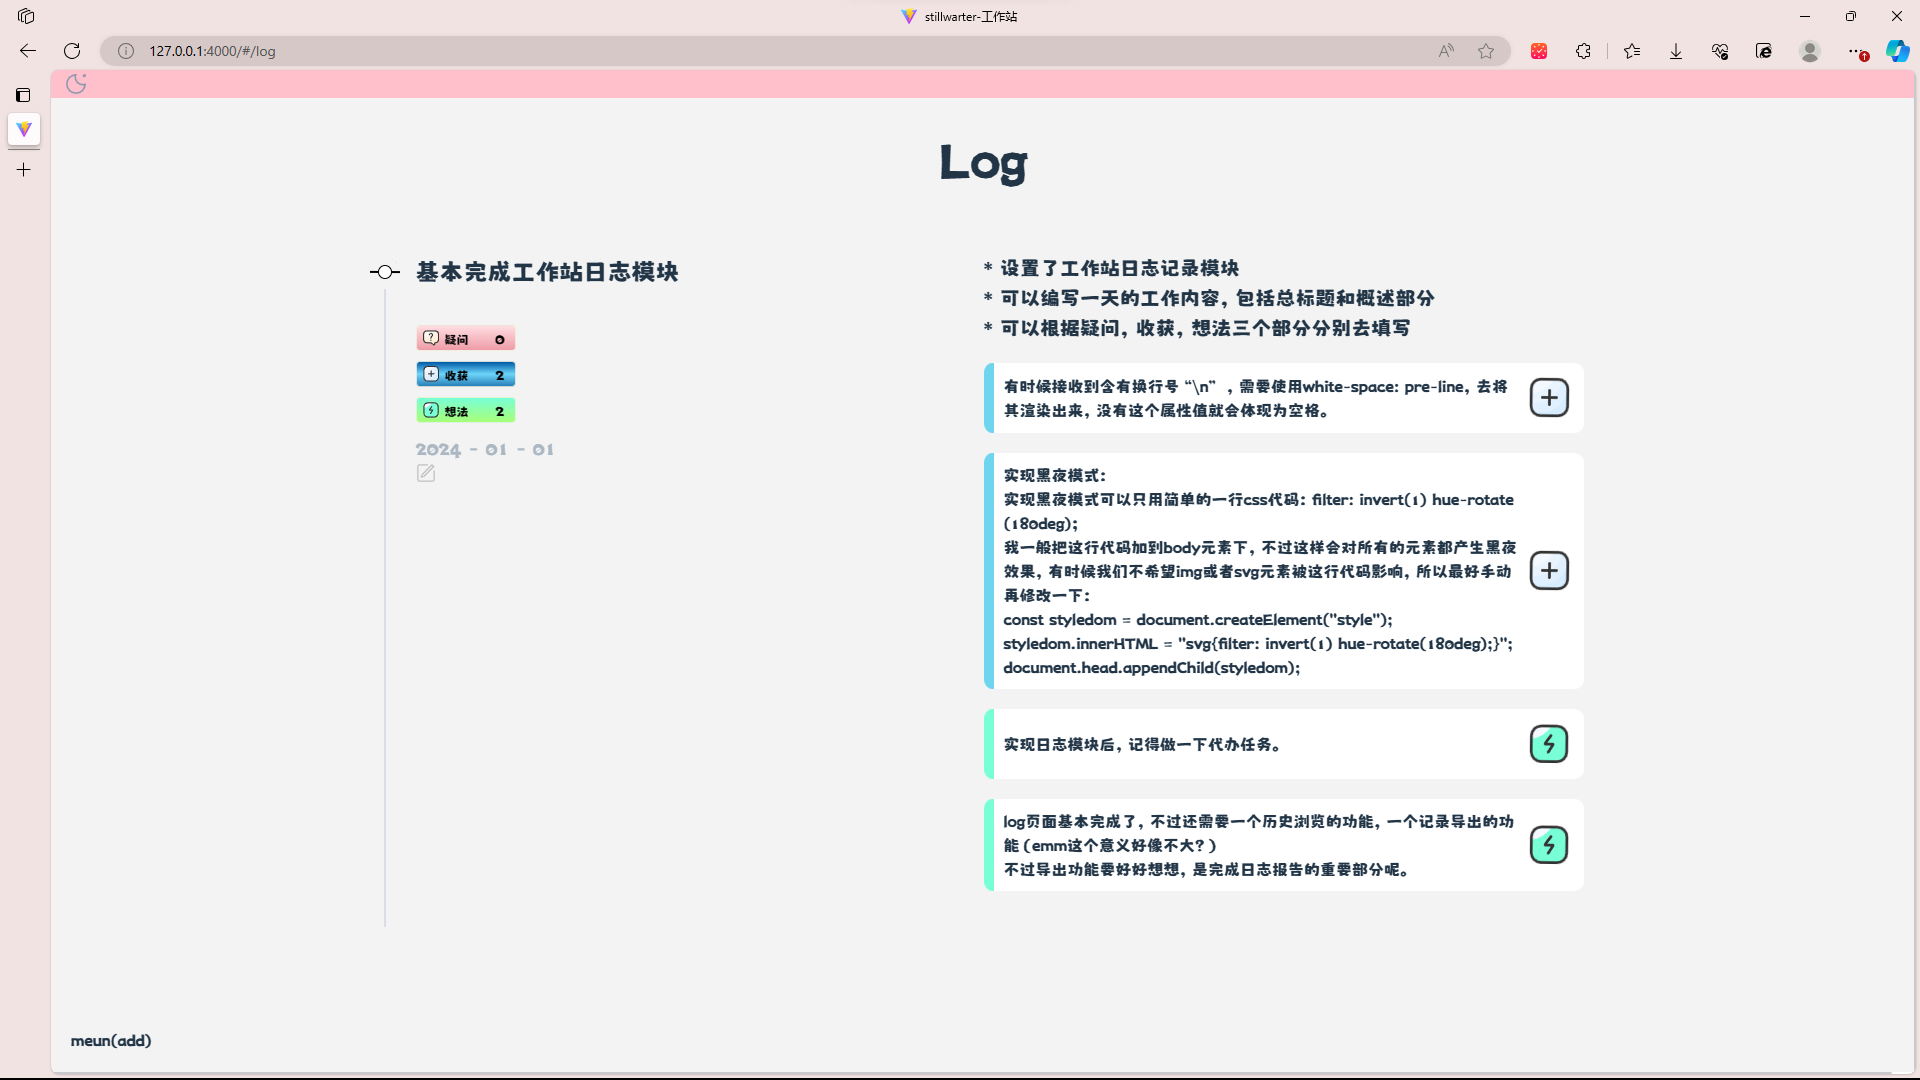 stillwarter-工作站
127.0.0.1:4000/#/log
Log
基本完成工作站日志模块
疑问 0
收获 2
想法 2
2024 - 01 - 01
* 设置了工作站日志记录模块
* 可以编写一天的工作内容, 包括总标题和概述部分
* 可以根据疑问, 收获, 想法三个部分分别去填写
有时候接收到含有换行号“\n”, 需要使用white-space: pre-line, 去将
其渲染出来, 没有这个属性值就会体现为空格。
实现黑夜模式:
实现黑夜模式可以只用简单的一行css代码: filter: invert(1) hue-rotate
(180deg);
我一般把这行代码加到body元素下, 不过这样会对所有的元素都产生黑夜
效果, 有时候我们不希望img或者svg元素被这行代码影响, 所以最好手动
再修改一下:
const styledom = document.createElement("style");
styledom.innerHTML = "svg{filter: invert(1) hue-rotate(180deg);}";
document.head.appendChild(styledom);
实现日志模块后, 记得做一下代办任务。
log页面基本完成了, 不过还需要一个历史浏览的功能, 一个记录导出的功
能 (emm这个意义好像不大? )
不过导出功能要好好想想, 是完成日志报告的重要部分呢。
meun(add)